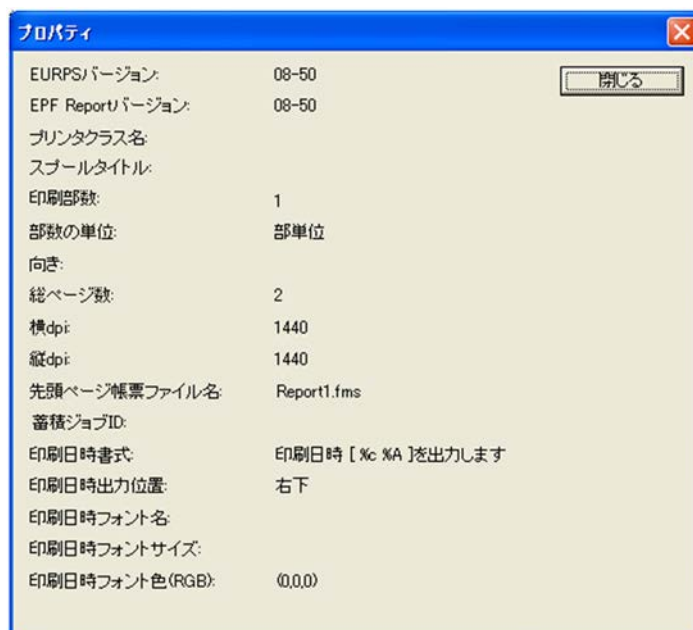 プロパティ
EURPSバージョン: 08-50 閉じる
EPF Reportバージョン: 08-50
プリンタクラス名:
スプールタイトル:
印刷部数: 1
部数の単位: 部単位
向き:
総ページ数: 2
横dpi: 1440
縦dpi: 1440
先頭ページ帳票ファイル名: Report1.fms
蓄積ジョブID:
印刷日時書式: 印刷日時 [ %c %A ]を出力します
印刷日時出力位置: 右下
印刷日時フォント名:
印刷日時フォントサイズ:
印刷日時フォント色(RGB): (0,0,0)